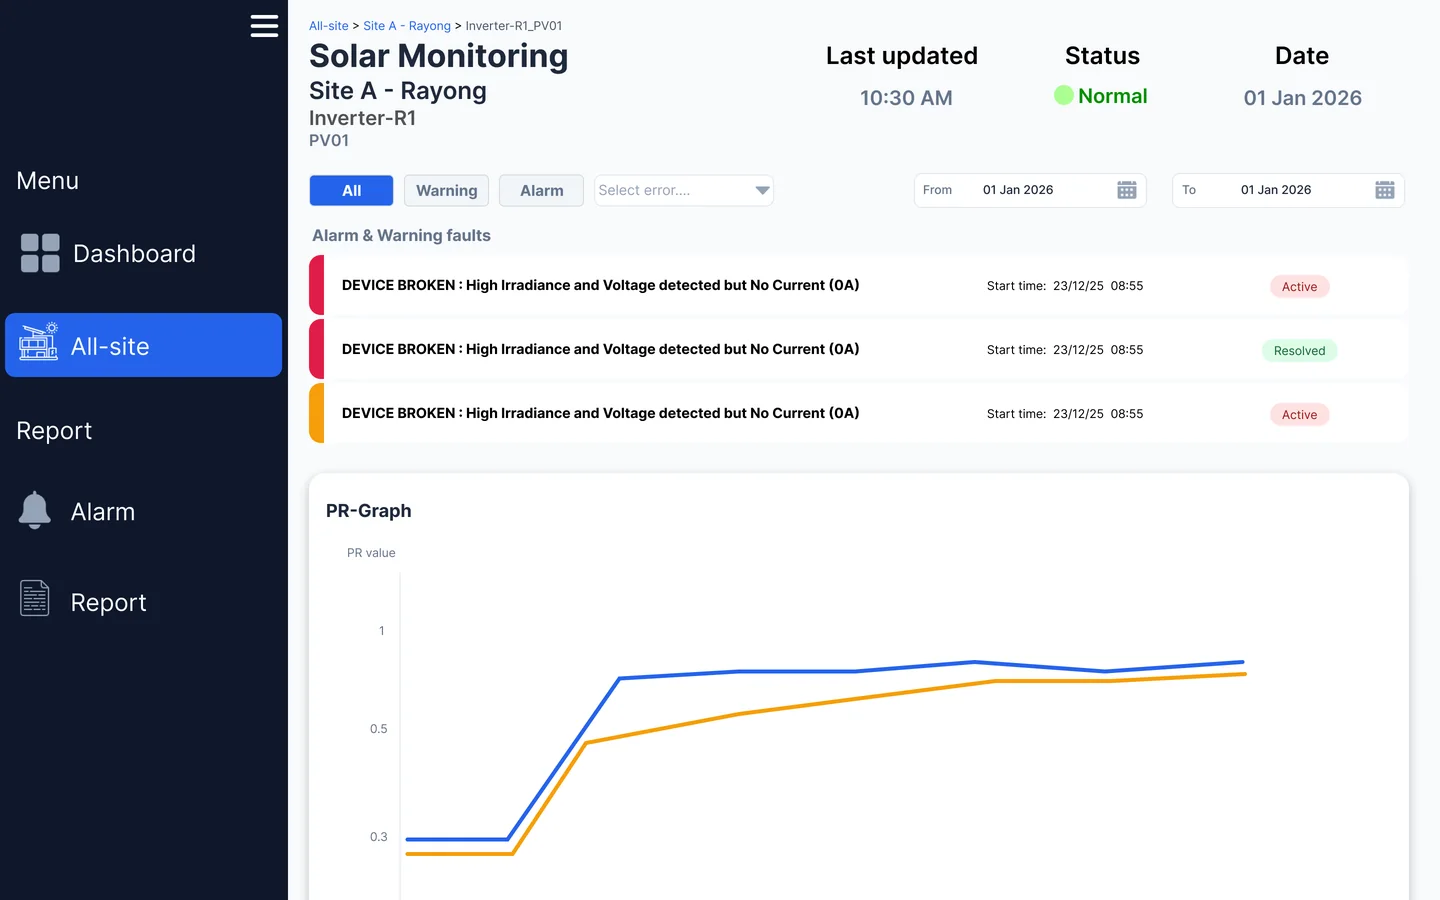 All-site > Site A - Rayong > Inverter-R1_PV01
Solar Monitoring
Site A - Rayong
Inverter-R1
PV01
Last updated
10:30 AM
Status
Normal
Date
01 Jan 2026
Menu
Dashboard
All-site
Report
Alarm
Report
All
Warning
Alarm
Select error....
From 01 Jan 2026
To 01 Jan 2026
Alarm & Warning faults
DEVICE BROKEN : High Irradiance and Voltage detected but No Current (0A) Start time: 23/12/25 08:55 Active
DEVICE BROKEN : High Irradiance and Voltage detected but No Current (0A) Start time: 23/12/25 08:55 Resolved
DEVICE BROKEN : High Irradiance and Voltage detected but No Current (0A) Start time: 23/12/25 08:55 Active
PR-Graph
PR value
1
0.5
0.3